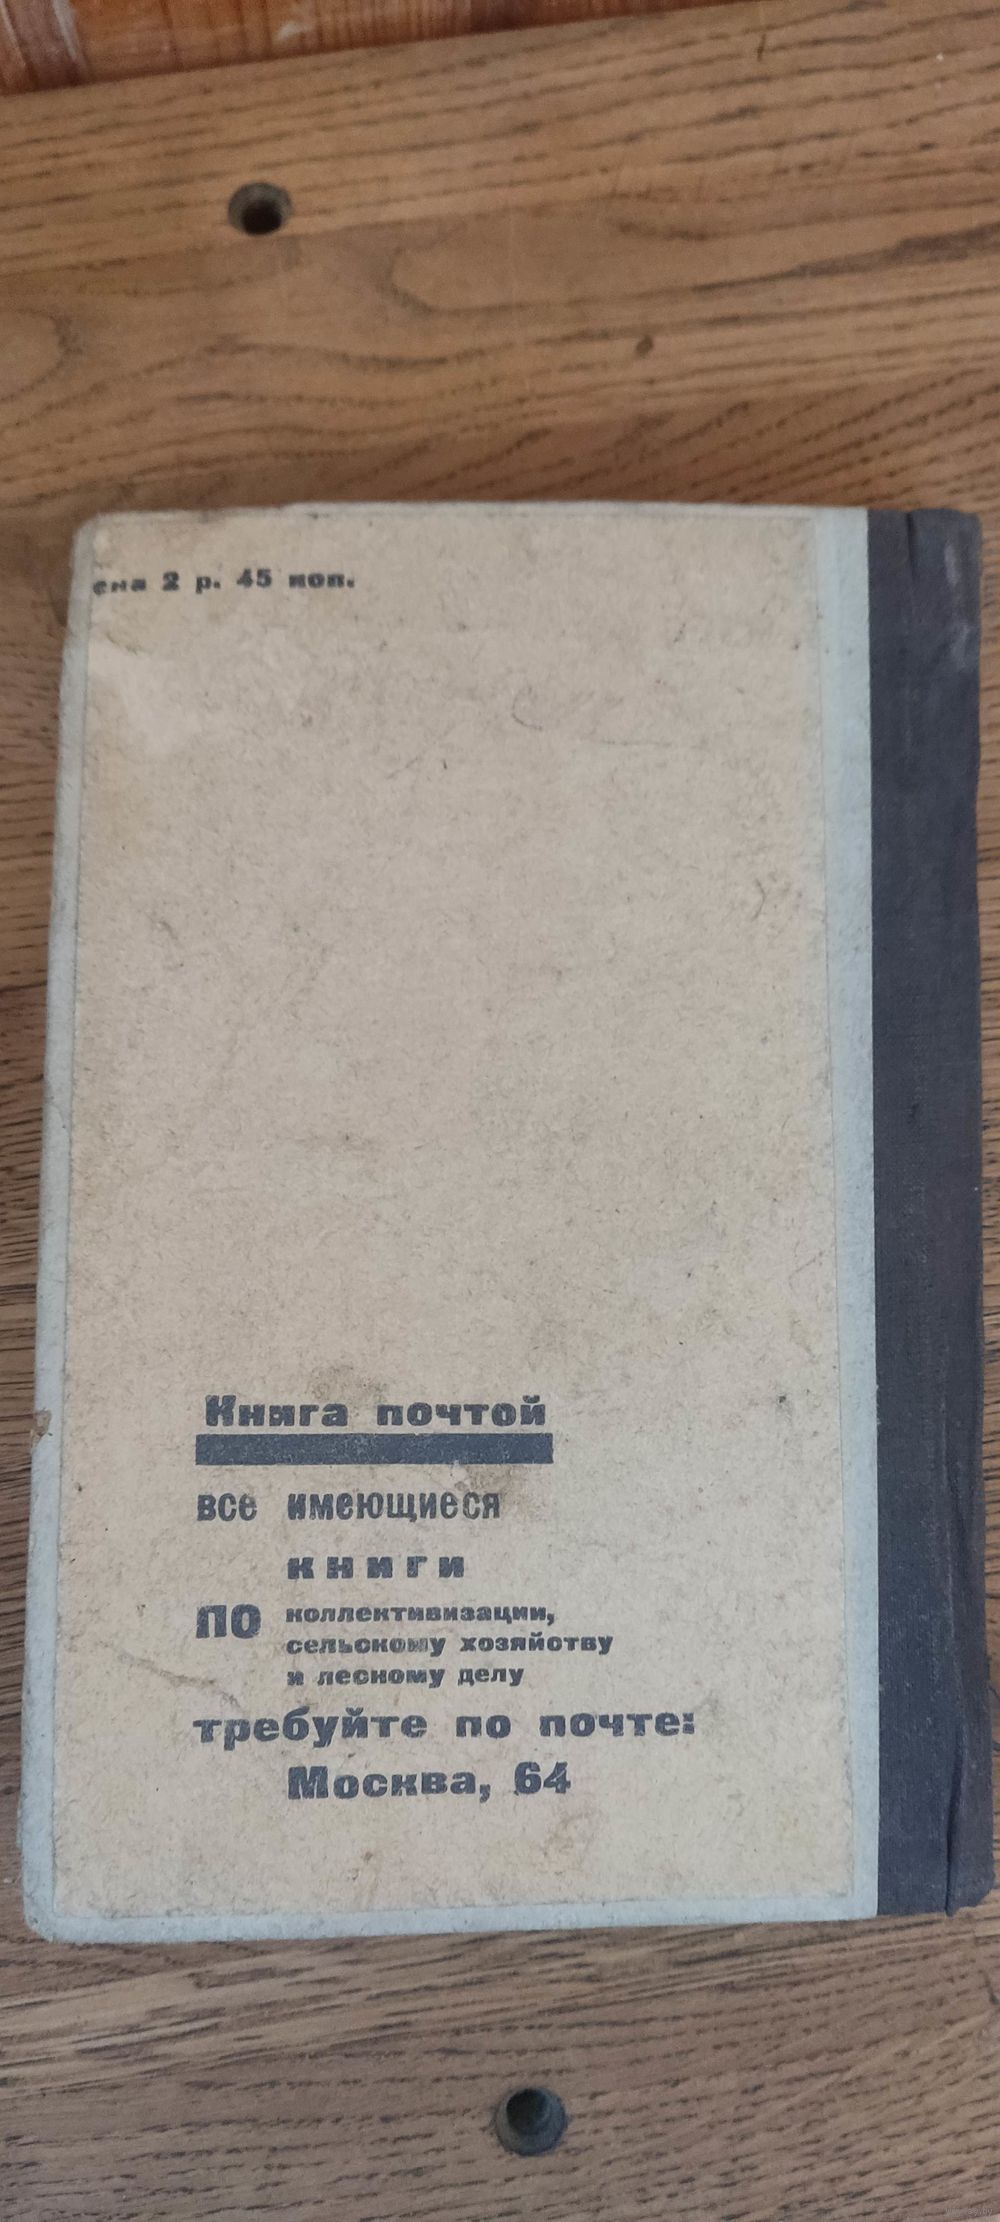 ена 2 р. 45 коп.
Книга почтой
все имеющиеся
книги
по коллективизации,
сельскому хозяйству
и лесному делу
требуйте по почте:
Москва, 64